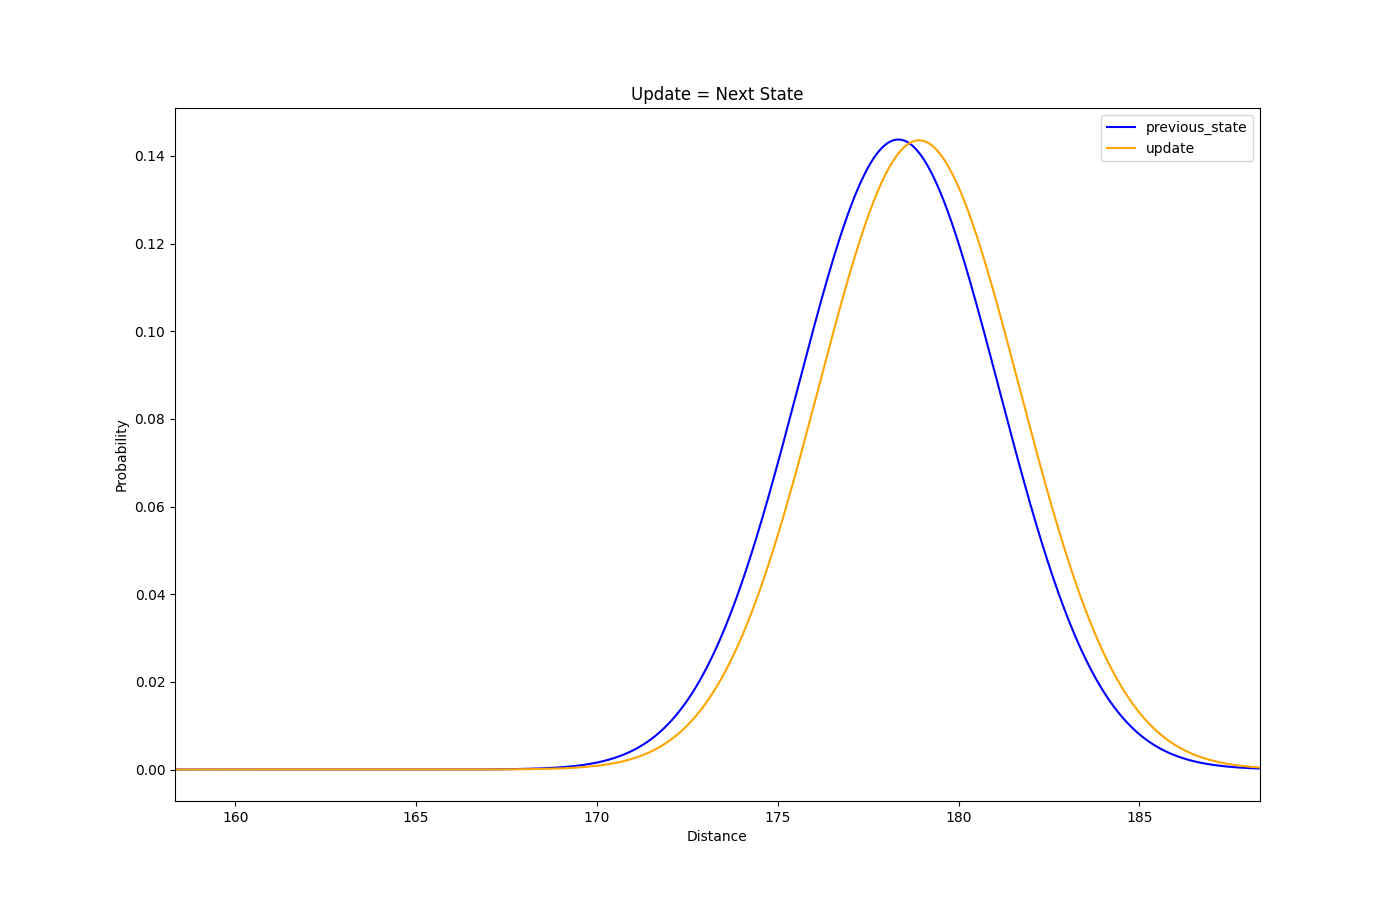 Update = Next State
previous_state
update
0.14
0.12
0.10
0.08
0.06
0.04
0.02
0.00
Probability
160 165 170 175 180 185
Distance